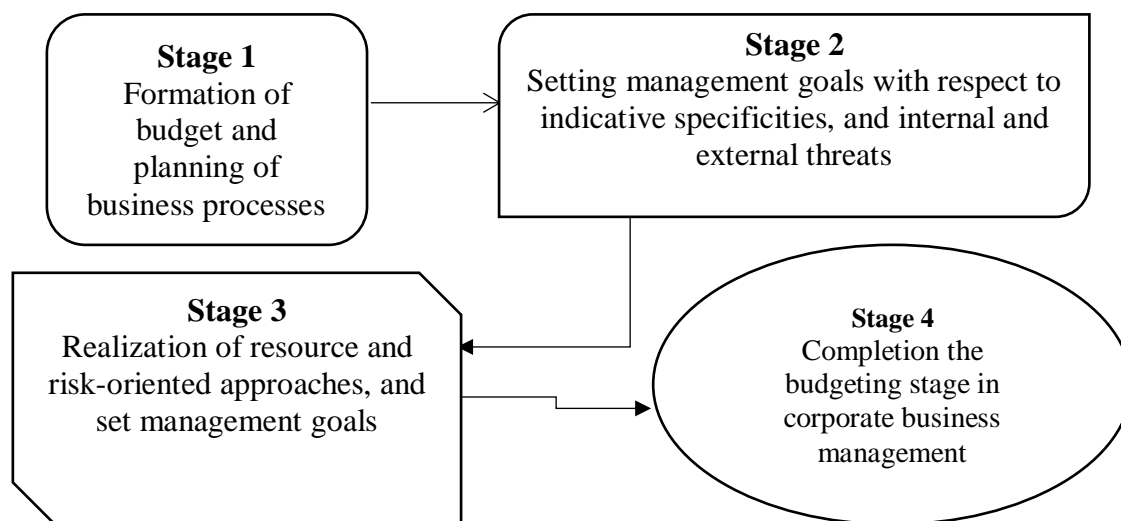 Stage 1
Formation of
budget and
planning of
business processes
Stage 2
Setting management goals with respect to
indicative specificities, and internal and
external threats
Stage 3
Realization of resource and
risk-oriented approaches, and
set management goals
Stage 4
Completion the
budgeting stage in
corporate business
management